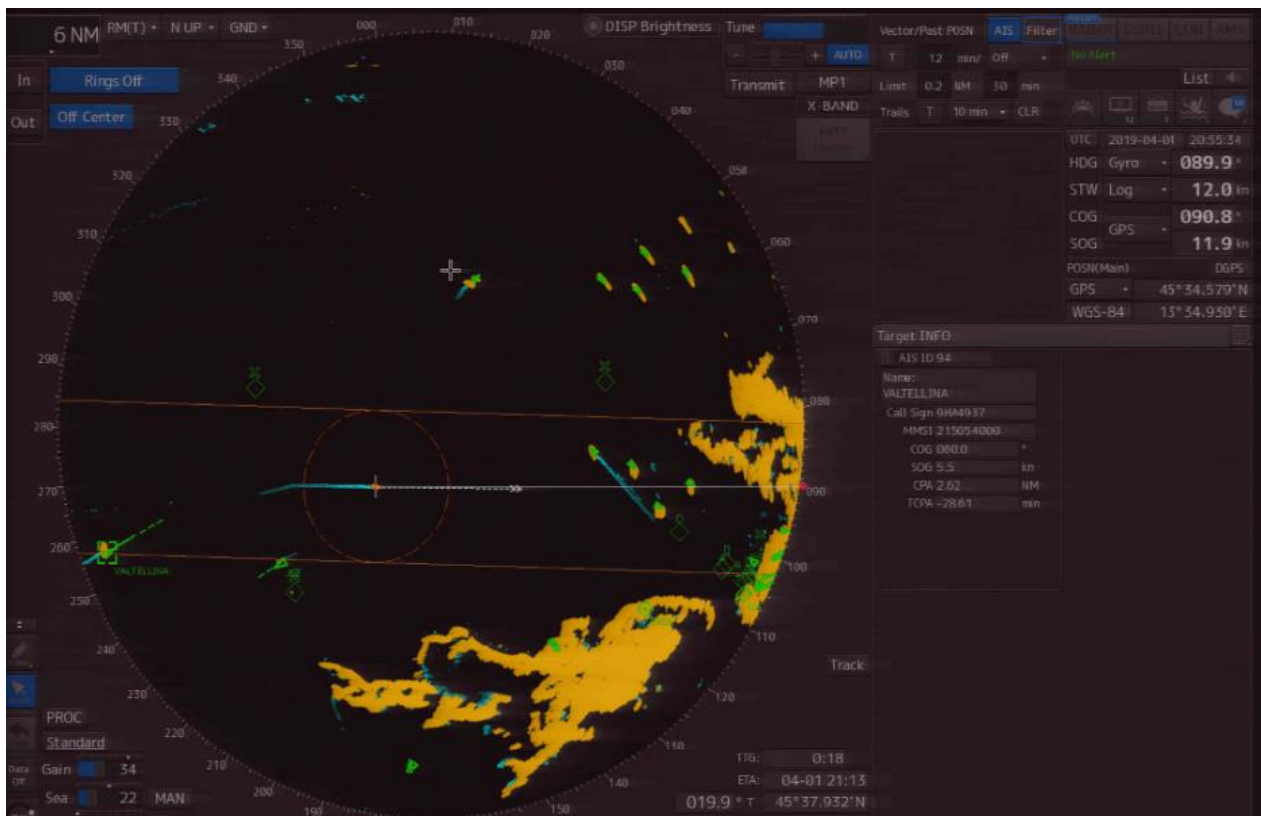 6 NM RM(T) N UP GND
DISP Brightness
Tune
- + AUTO
Transmit MP1
X-BAND
Vector/Past POSN AIS Filter
T 12 min/ Off
Limit 0.2 NM 30 min
Trails T 10 min CLR
No Alert
List
UTC 2019-04-01 20:55:34
HDG Gyro 089.9°
STW Log 12.0 kn
COG 090.8°
GPS
SOG 11.9 kn
POSN(Main) DGPS
GPS 45°34.579'N
WGS-84 13°34.930'E
In
Rings Off
Out
Off Center
000
010
020
030
040
050
060
070
080
090
100
110
120
130
140
150
190
200
210
220
230
240
250
260
270
280
290
300
310
320
330
340
350
VALTELLINA
Target INFO
AIS ID 94
Name:
VALTELLINA
Call Sign 9HA4937
MMSI 215054000
COG 060.0 °
SOG 5.5 kn
CPA 2.62 NM
TCPA -28.61 min
Track
PROC
Standard
Data Off
Gain 34
Sea 22 MAN
TTG: 0:18
ETA: 04-01 21:13
019.9 ° T 45°37.932'N